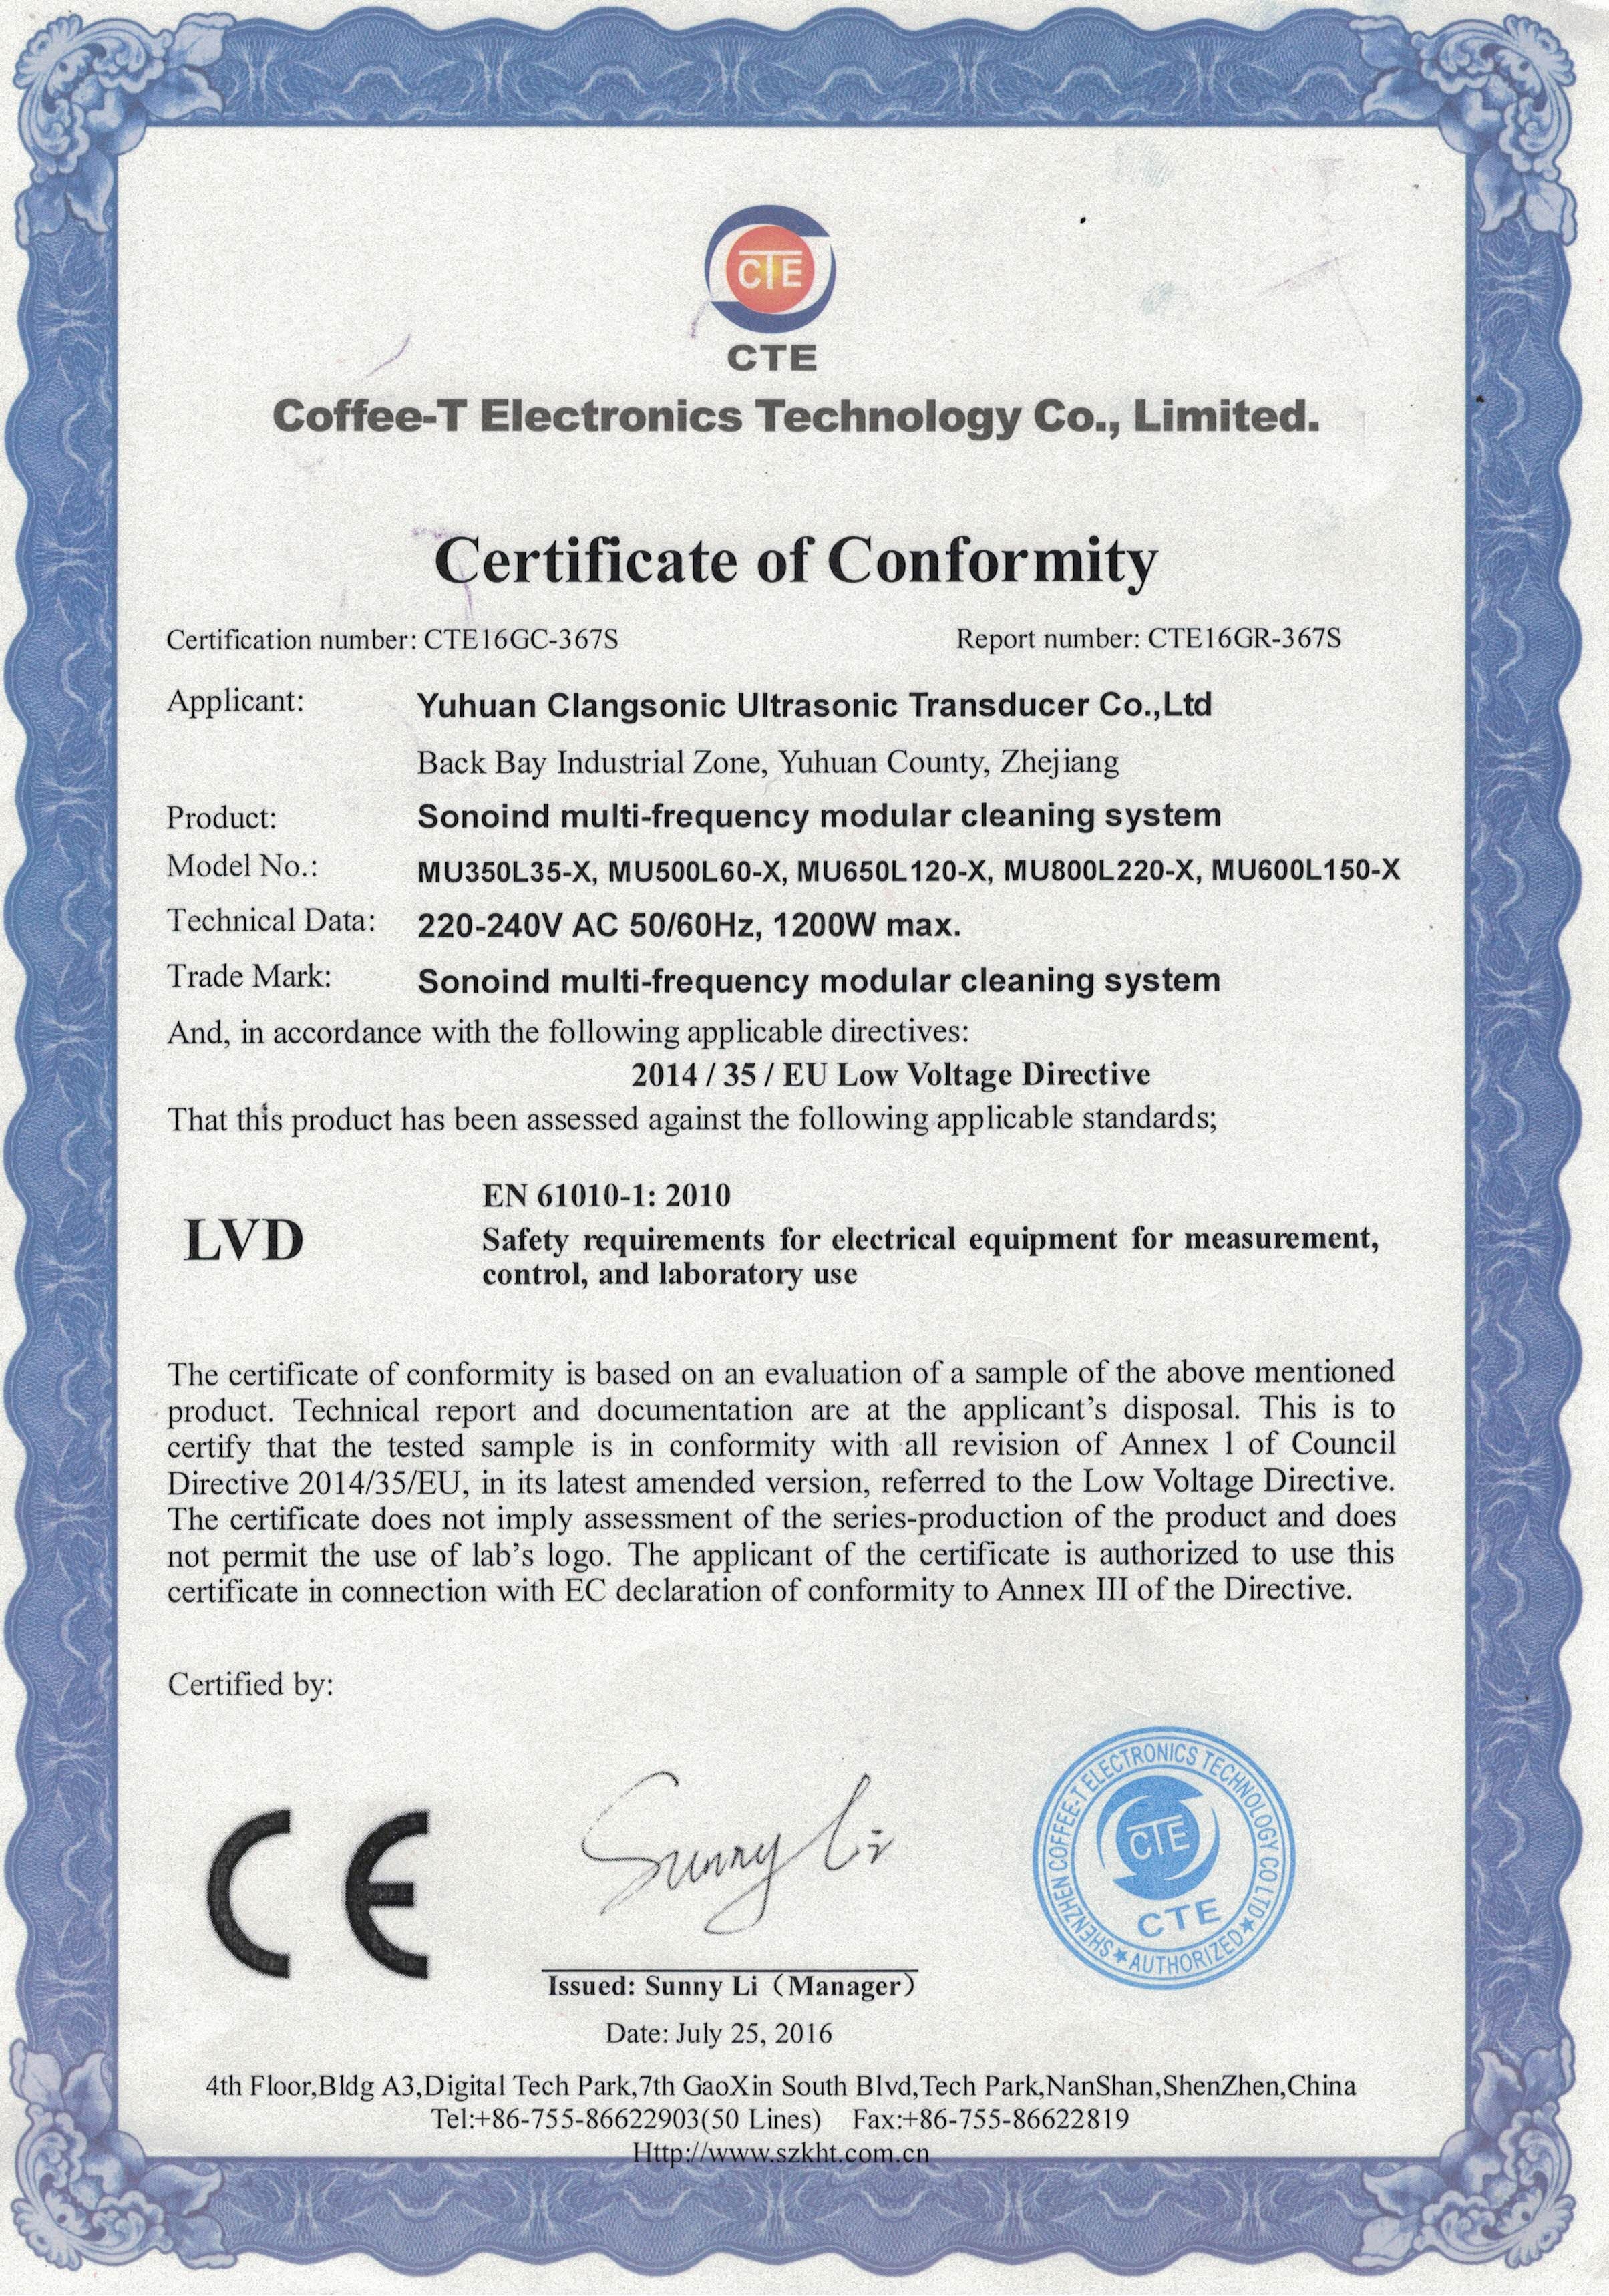 CTE
CTE
Coffee-T Electronics Technology Co., Limited.
Certificate of Conformity
Certification number: CTE16GC-367S Report number: CTE16GR-367S
Applicant: Yuhuan Clangsonic Ultrasonic Transducer Co.,Ltd
Back Bay Industrial Zone, Yuhuan County, Zhejiang
Product: Sonoind multi-frequency modular cleaning system
Model No.: MU350L35-X, MU500L60-X, MU650L120-X, MU800L220-X, MU600L150-X
Technical Data: 220-240V AC 50/60Hz, 1200W max.
Trade Mark: Sonoind multi-frequency modular cleaning system
And, in accordance with the following applicable directives:
2014 / 35 / EU Low Voltage Directive
That this product has been assessed against the following applicable standards;
EN 61010-1: 2010
LVD
Safety requirements for electrical equipment for measurement,
control, and laboratory use
The certificate of conformity is based on an evaluation of a sample of the above mentioned
product. Technical report and documentation are at the applicant's disposal. This is to
certify that the tested sample is in conformity with all revision of Annex 1 of Council
Directive 2014/35/EU, in its latest amended version, referred to the Low Voltage Directive.
The certificate does not imply assessment of the series-production of the product and does
not permit the use of lab's logo. The applicant of the certificate is authorized to use this
certificate in connection with EC declaration of conformity to Annex III of the Directive.
Certified by:
CE
Sunny Li
SHENZHEN COFFEE-T ELECTRONICS TECHNOLOGY CO LTD
CTE
CTE
★AUTHORIZED★
Issued: Sunny Li（Manager）
Date: July 25, 2016
4th Floor,Bldg A3,Digital Tech Park,7th GaoXin South Blvd,Tech Park,NanShan,ShenZhen,China
Tel:+86-755-86622903(50 Lines) Fax:+86-755-86622819
Http://www.szkht.com.cn